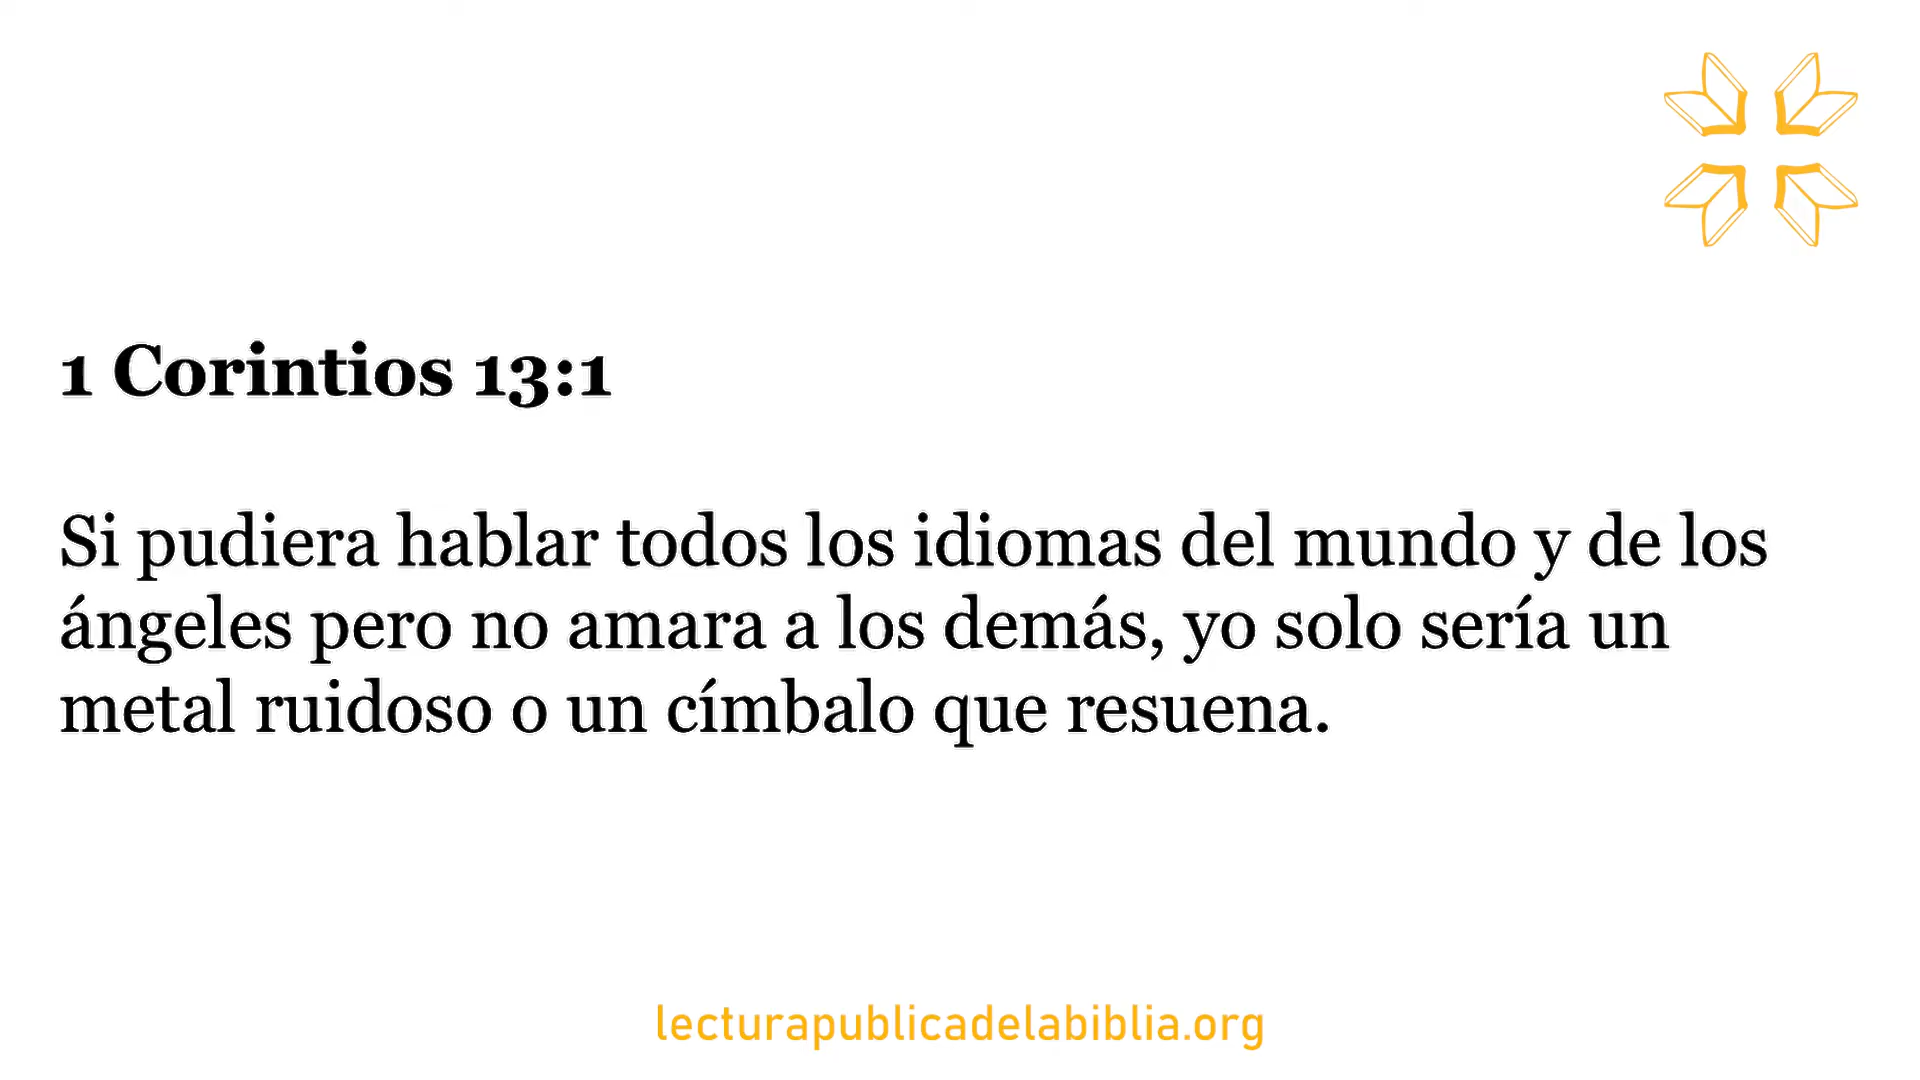 1 Corintios 13:1
Si pudiera hablar todos los idiomas del mundo y de los
ángeles pero no amara a los demás, yo solo sería un
metal ruidoso o un címbalo que resuena.
lecturapublicadelabiblia.org